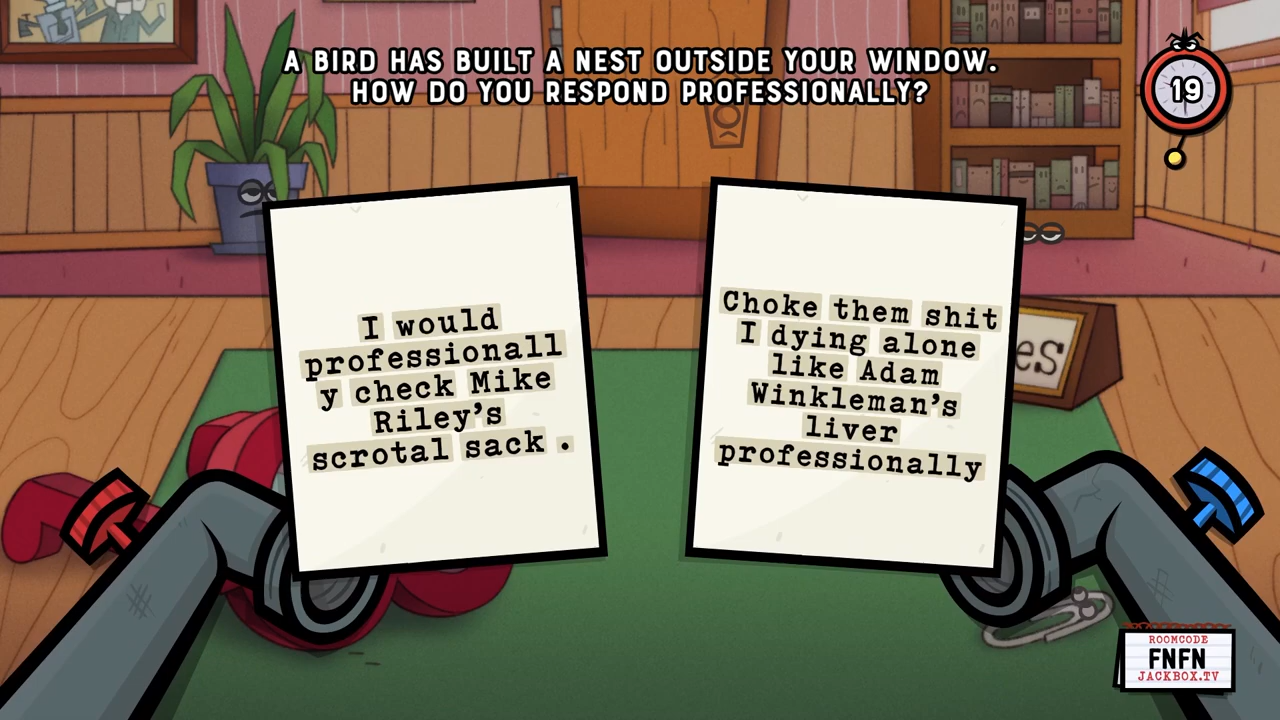 A BIRD HAS BUILT A NEST OUTSIDE YOUR WINDOW.
HOW DO YOU RESPOND PROFESSIONALLY?
19
I would
professionall
y check Mike
Riley's
scrotal sack .
Choke them shit
I dying alone
like Adam
Winkleman's
liver
professionally
es
ROOMCODE
FNFN
JACKBOX.TV